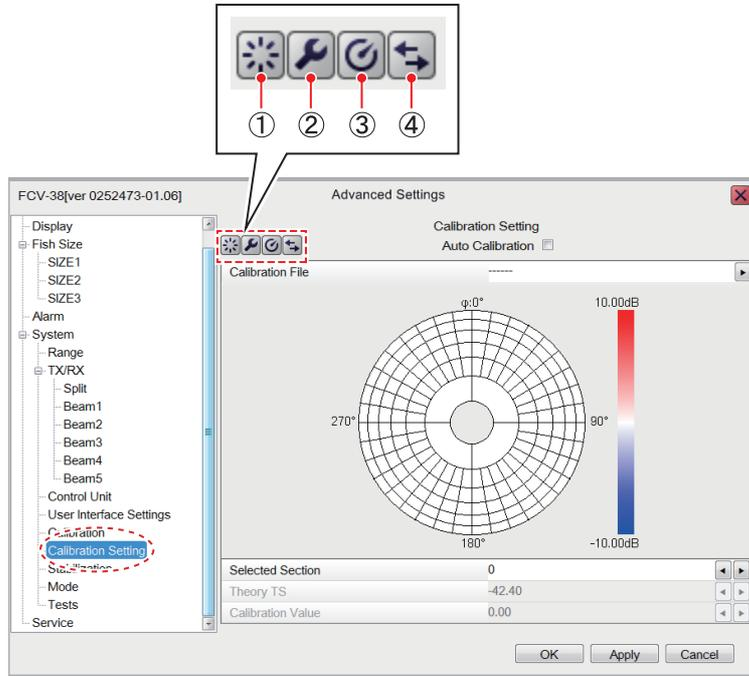 ① ② ③ ④
FCV-38[ver 0252473-01.06]
Advanced Settings
Display
Fish Size
SIZE1
SIZE2
SIZE3
Alarm
System
Range
TX/RX
Split
Beam1
Beam2
Beam3
Beam4
Beam5
Control Unit
User Interface Settings
Calibration
Calibration Setting
Stabilization
Mode
Tests
Service
Calibration Setting
Auto Calibration
Calibration File ------
φ:0°
10.00dB
270°
90°
180°
-10.00dB
Selected Section 0
Theory TS -42.40
Calibration Value 0.00
OK Apply Cancel